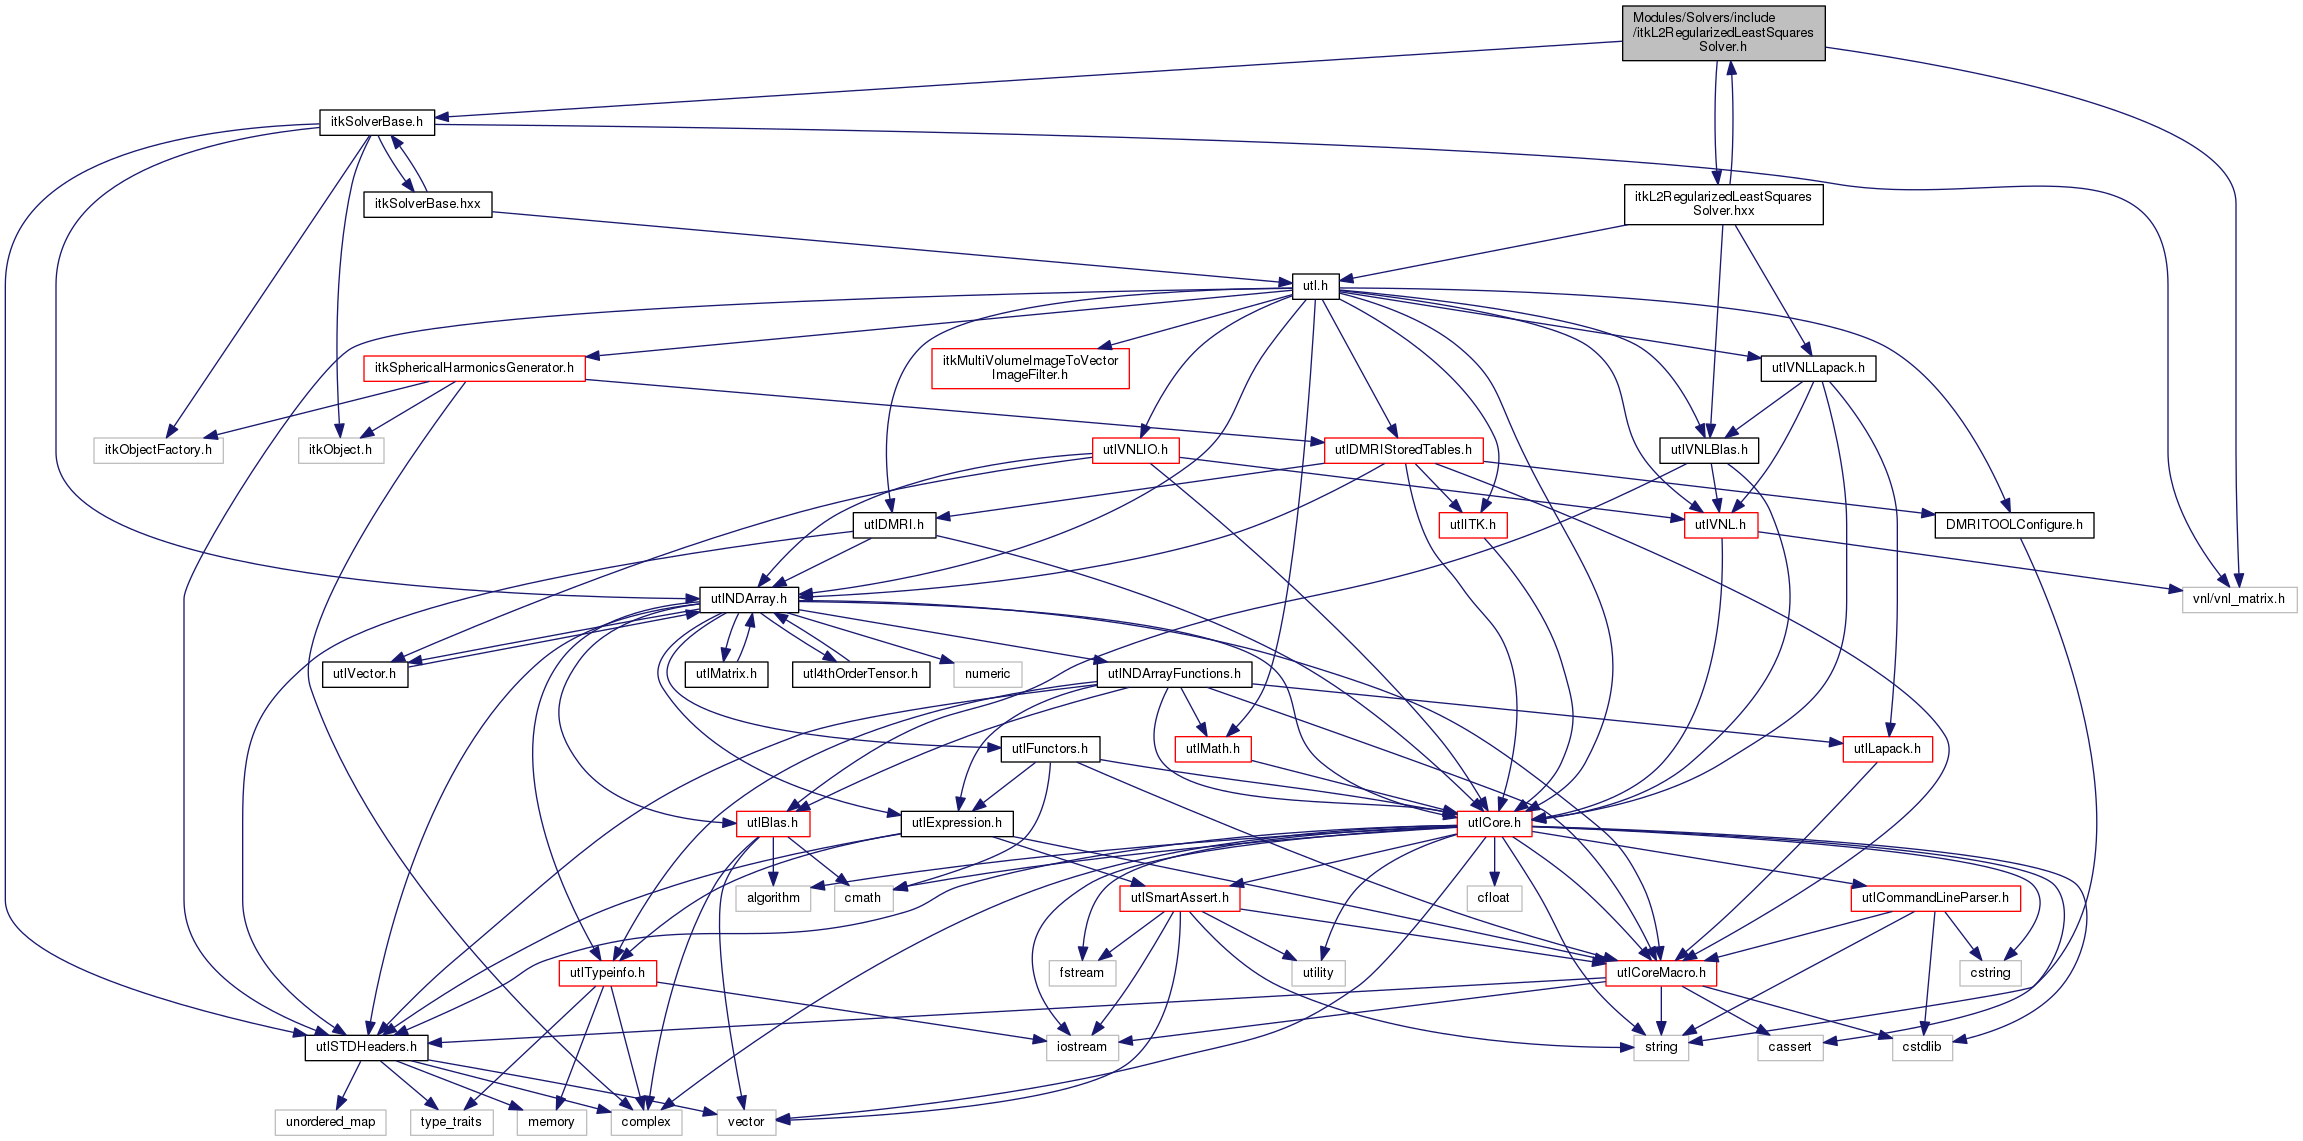 Modules/Solvers/include
/itkL2RegularizedLeastSquares
Solver.h
itkSolverBase.h
itkSolverBase.hxx
itkL2RegularizedLeastSquares
Solver.hxx
utl.h
itkSphericalHarmonicsGenerator.h
itkMultiVolumeImageToVector
ImageFilter.h
utlVNLLapack.h
itkObjectFactory.h
itkObject.h
utlVNLIO.h
utlDMRIStoredTables.h
utlVNLBlas.h
utlDMRI.h
utlITK.h
utlVNL.h
DMRITOOLConfigure.h
utlNDArray.h
vnl/vnl_matrix.h
utlVector.h
utlMatrix.h
utl4thOrderTensor.h
numeric
utlNDArrayFunctions.h
utlFunctors.h
utlMath.h
utlLapack.h
utlBlas.h
utlExpression.h
utlCore.h
algorithm
cmath
utlSmartAssert.h
cfloat
utlCommandLineParser.h
utlTypeinfo.h
fstream
utility
utlCoreMacro.h
cstring
utlSTDHeaders.h
iostream
string
cassert
cstdlib
unordered_map
type_traits
memory
complex
vector